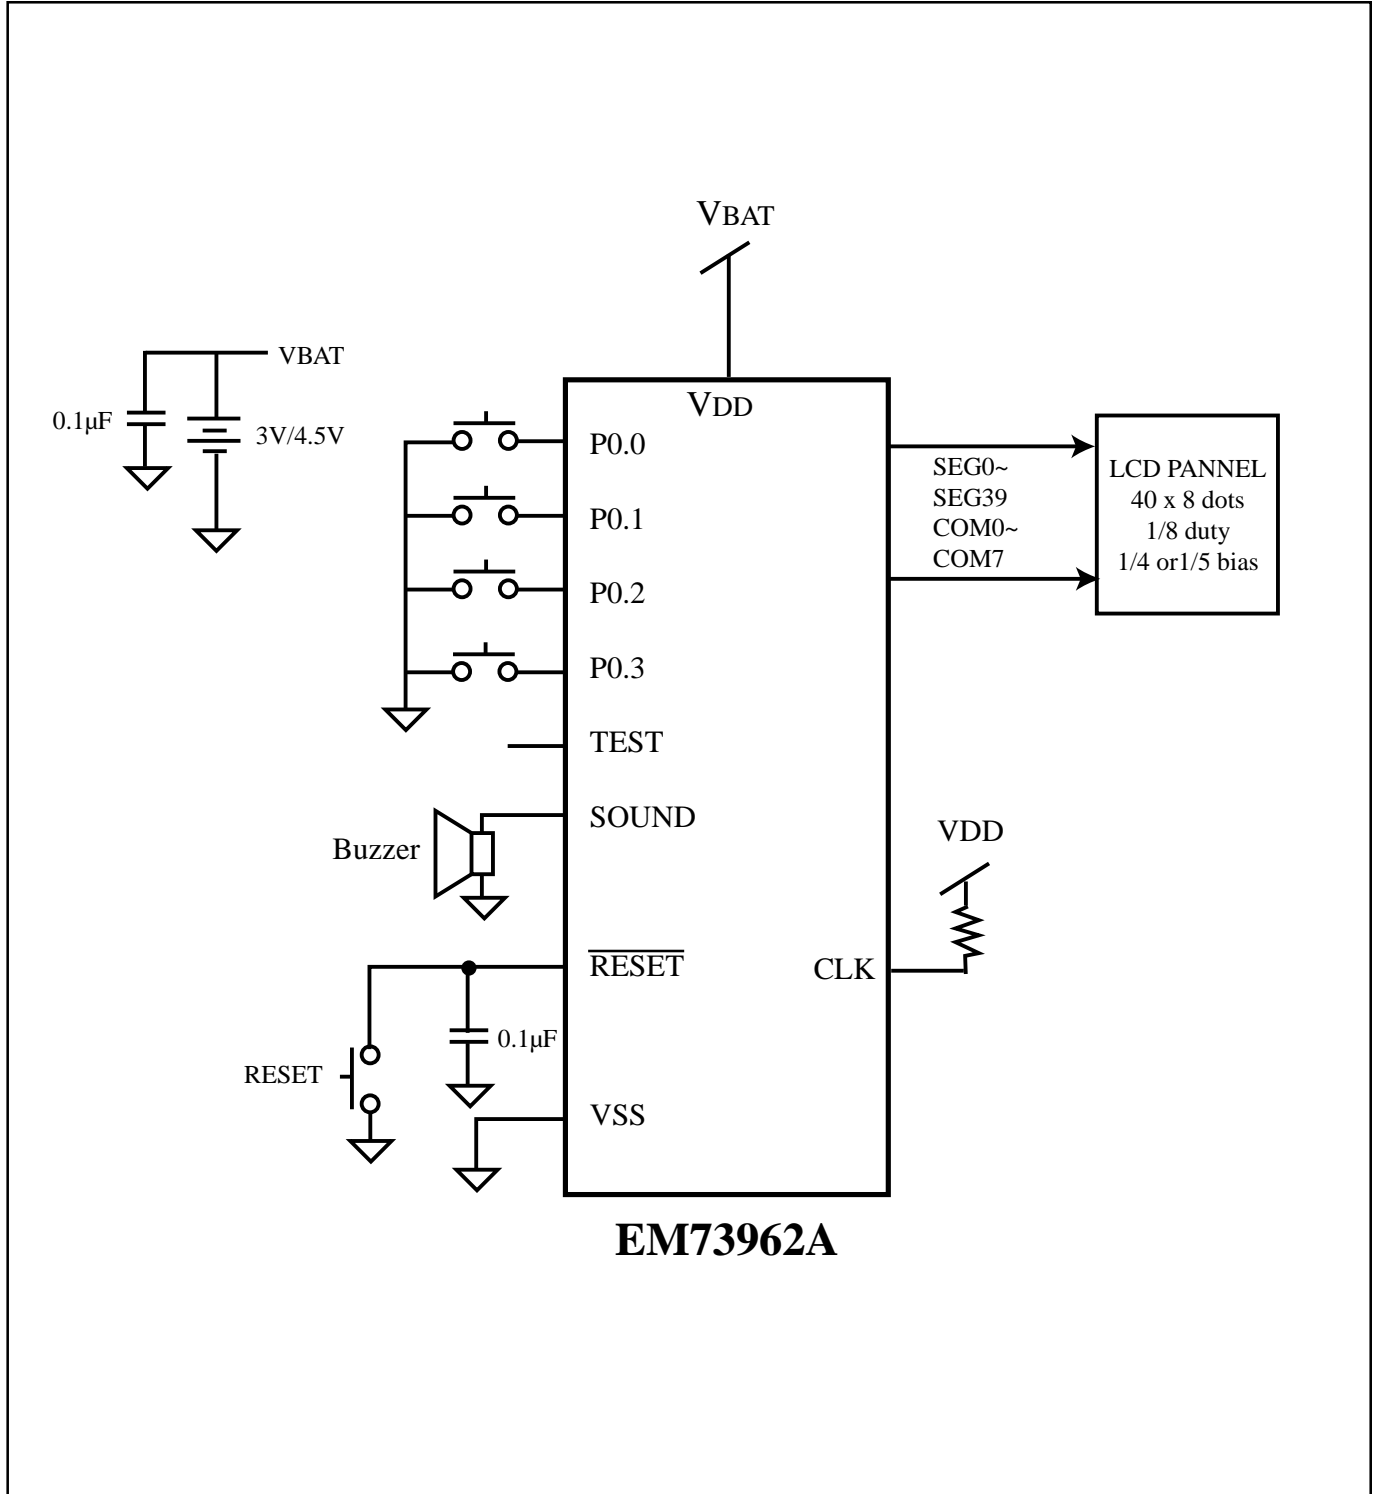 VBAT
VBAT
0.1µF
3V/4.5V
VDD
P0.0
P0.1
P0.2
P0.3
TEST
SOUND
Buzzer
RESET
0.1µF
RESET
VSS
SEG0~
SEG39
COM0~
COM7
LCD PANNEL
40 x 8 dots
1/8 duty
1/4 or1/5 bias
VDD
CLK
EM73962A